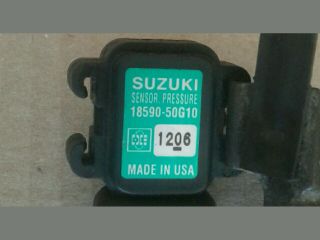 SUZUKI
SENSOR PRESSURE
18590-50G10
1206
MADE IN USA